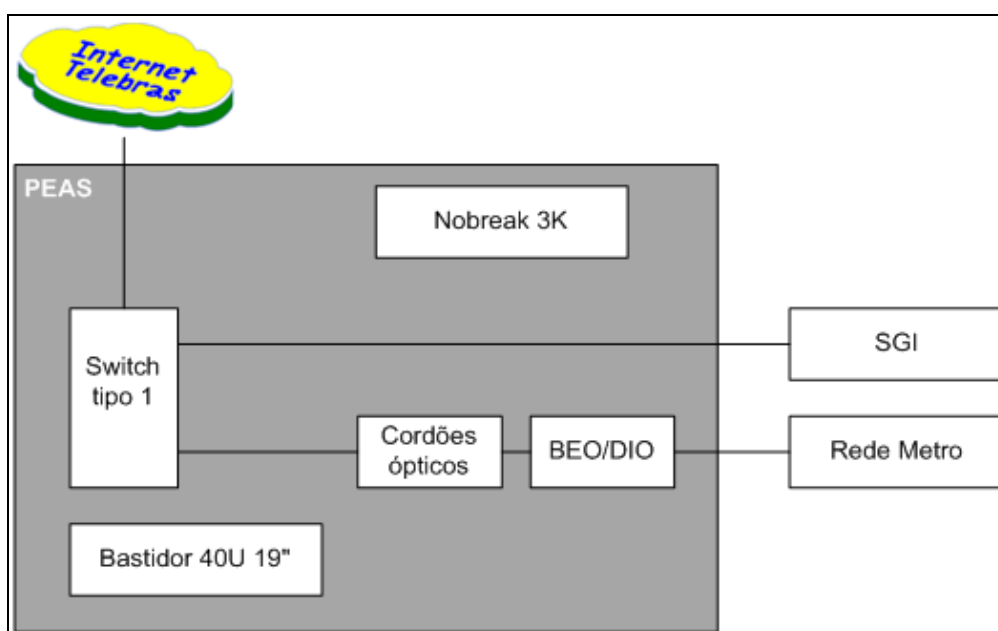 Internet
Telebras
PEAS
Nobreak 3K
Switch
tipo 1
SGI
Cordões
ópticos
BEO/DIO
Rede Metro
Bastidor 40U 19"